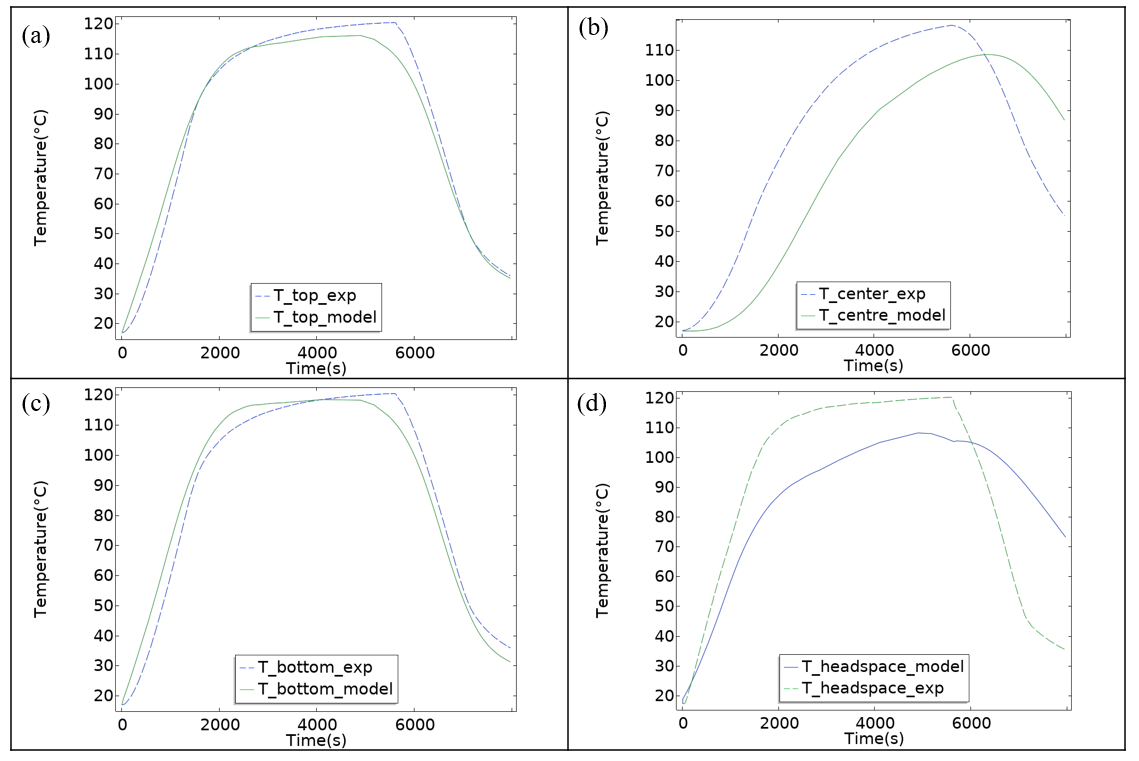 (a)
120
110
100
90
80
70
60
50
40
30
20
Temperature(°C)
T_top_exp
T_top_model
0 2000 4000 6000
Time(s)
(b)
110
100
90
80
70
60
50
40
30
20
Temperature(°C)
T_center_exp
T_centre_model
0 2000 4000 6000
Time(s)
(c)
120
110
100
90
80
70
60
50
40
30
20
Temperature(°C)
T_bottom_exp
T_bottom_model
0 2000 4000 6000
Time(s)
(d)
120
110
100
90
80
70
60
50
40
30
20
Temperature(°C)
T_headspace_model
T_headspace_exp
0 2000 4000 6000
Time(s)